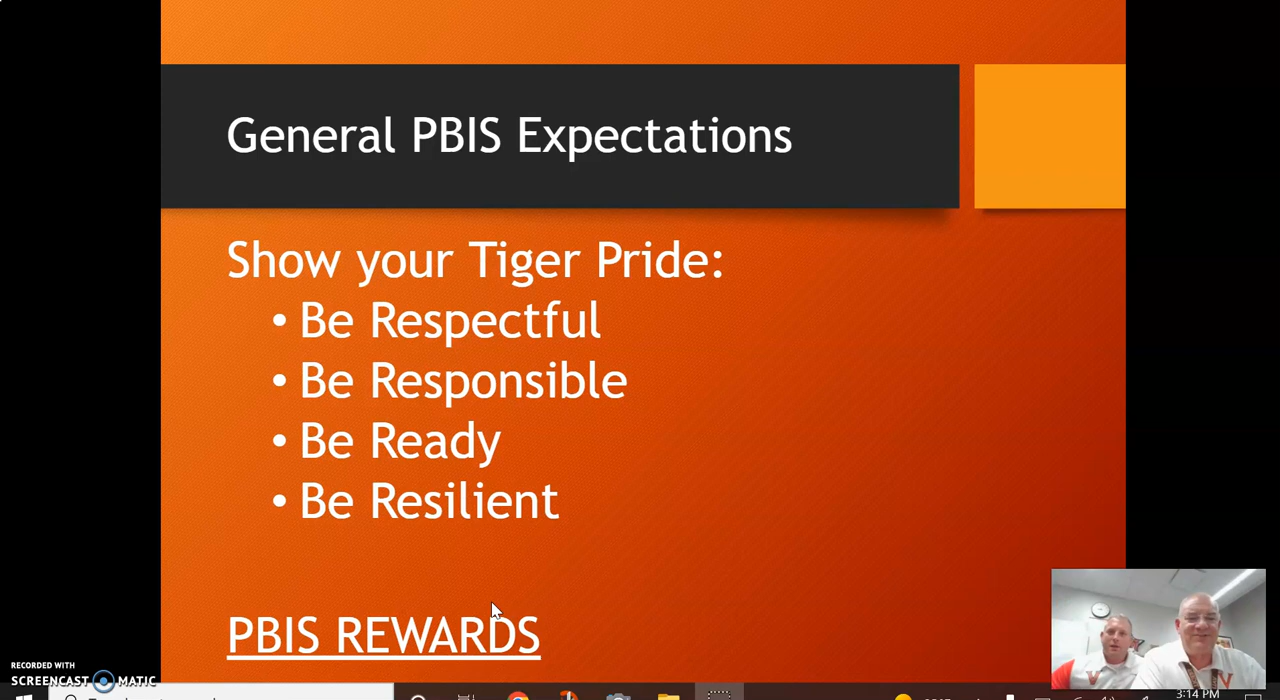 General PBIS Expectations
Show your Tiger Pride:
• Be Respectful
• Be Responsible
• Be Ready
• Be Resilient
PBIS REWARDS
RECORDED WITH
SCREENCAST MATIC
V V
3:14 PM